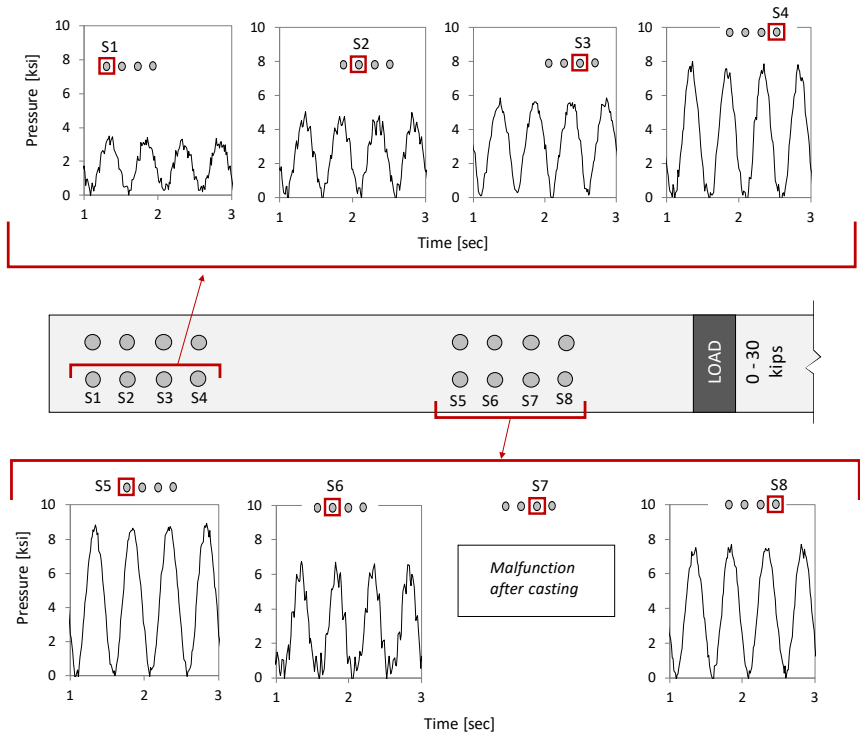 S1
S2
S3
S4
Pressure [ksi]
10
8
6
4
2
0
1 2 3
10
8
6
4
2
0
1 2 3
10
8
6
4
2
0
1 2 3
10
8
6
4
2
0
1 2 3
Time [sec]
S1 S2 S3 S4
S5 S6 S7 S8
LOAD
0 - 30
kips
S5
S6
S7
S8
Pressure [ksi]
10
8
6
4
2
0
1 2 3
10
8
6
4
2
0
1 2 3
Malfunction
after casting
10
8
6
4
2
0
1 2 3
Time [sec]